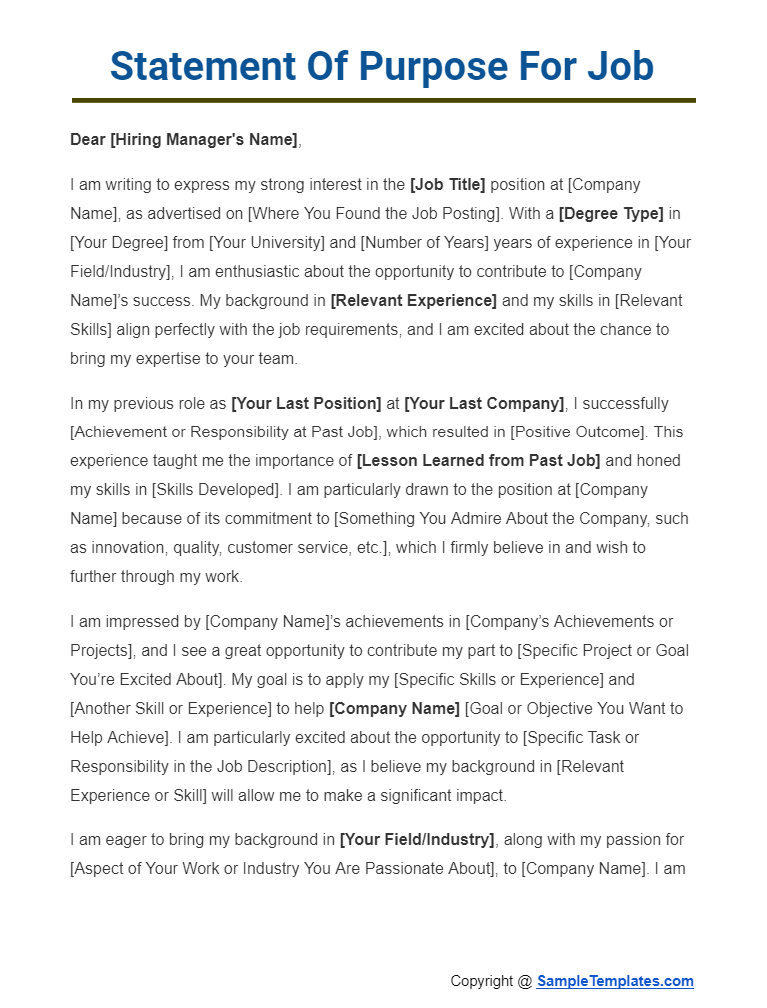 Statement Of Purpose For Job
Dear [Hiring Manager's Name],
I am writing to express my strong interest in the [Job Title] position at [Company
Name], as advertised on [Where You Found the Job Posting]. With a [Degree Type] in
[Your Degree] from [Your University] and [Number of Years] years of experience in [Your
Field/Industry], I am enthusiastic about the opportunity to contribute to [Company
Name]’s success. My background in [Relevant Experience] and my skills in [Relevant
Skills] align perfectly with the job requirements, and I am excited about the chance to
bring my expertise to your team.
In my previous role as [Your Last Position] at [Your Last Company], I successfully
[Achievement or Responsibility at Past Job], which resulted in [Positive Outcome]. This
experience taught me the importance of [Lesson Learned from Past Job] and honed
my skills in [Skills Developed]. I am particularly drawn to the position at [Company
Name] because of its commitment to [Something You Admire About the Company, such
as innovation, quality, customer service, etc.], which I firmly believe in and wish to
further through my work.
I am impressed by [Company Name]’s achievements in [Company’s Achievements or
Projects], and I see a great opportunity to contribute my part to [Specific Project or Goal
You’re Excited About]. My goal is to apply my [Specific Skills or Experience] and
[Another Skill or Experience] to help [Company Name] [Goal or Objective You Want to
Help Achieve]. I am particularly excited about the opportunity to [Specific Task or
Responsibility in the Job Description], as I believe my background in [Relevant
Experience or Skill] will allow me to make a significant impact.
I am eager to bring my background in [Your Field/Industry], along with my passion for
[Aspect of Your Work or Industry You Are Passionate About], to [Company Name]. I am
Copyright @ SampleTemplates.com